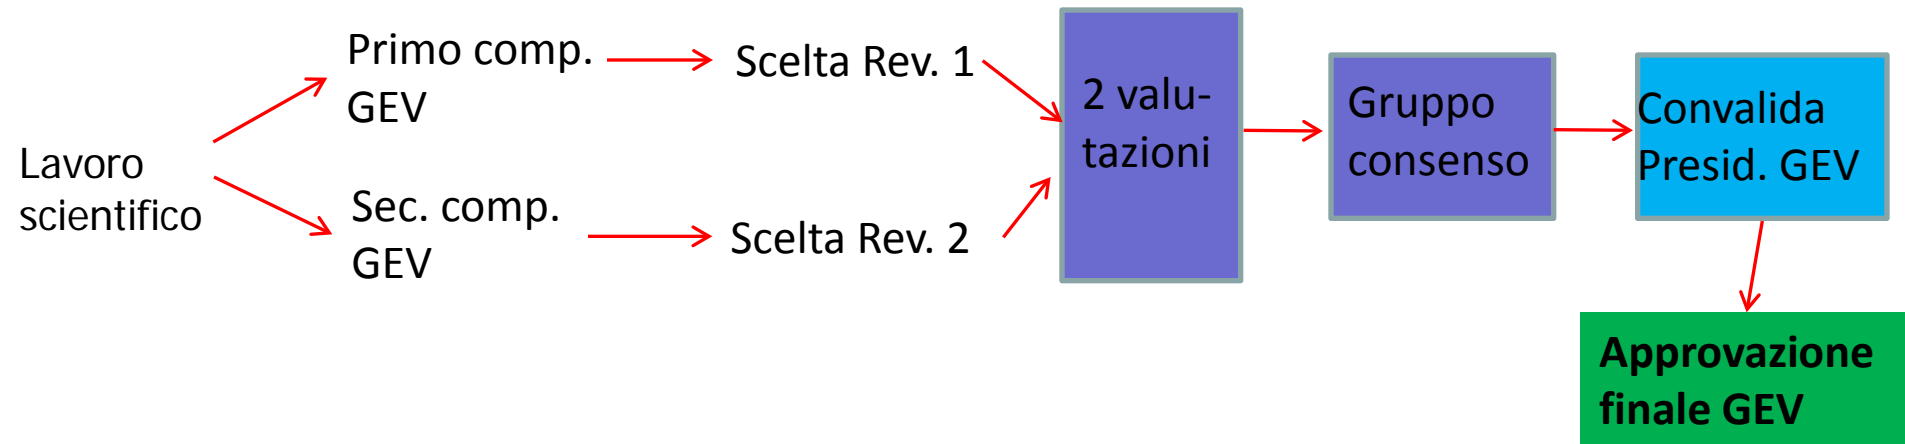 Lavoro
scientifico
Primo comp.
GEV
Scelta Rev. 1
Sec. comp.
GEV
Scelta Rev. 2
2 valu-
tazioni
Gruppo
consenso
Convalida
Presid. GEV
Approvazione
finale GEV